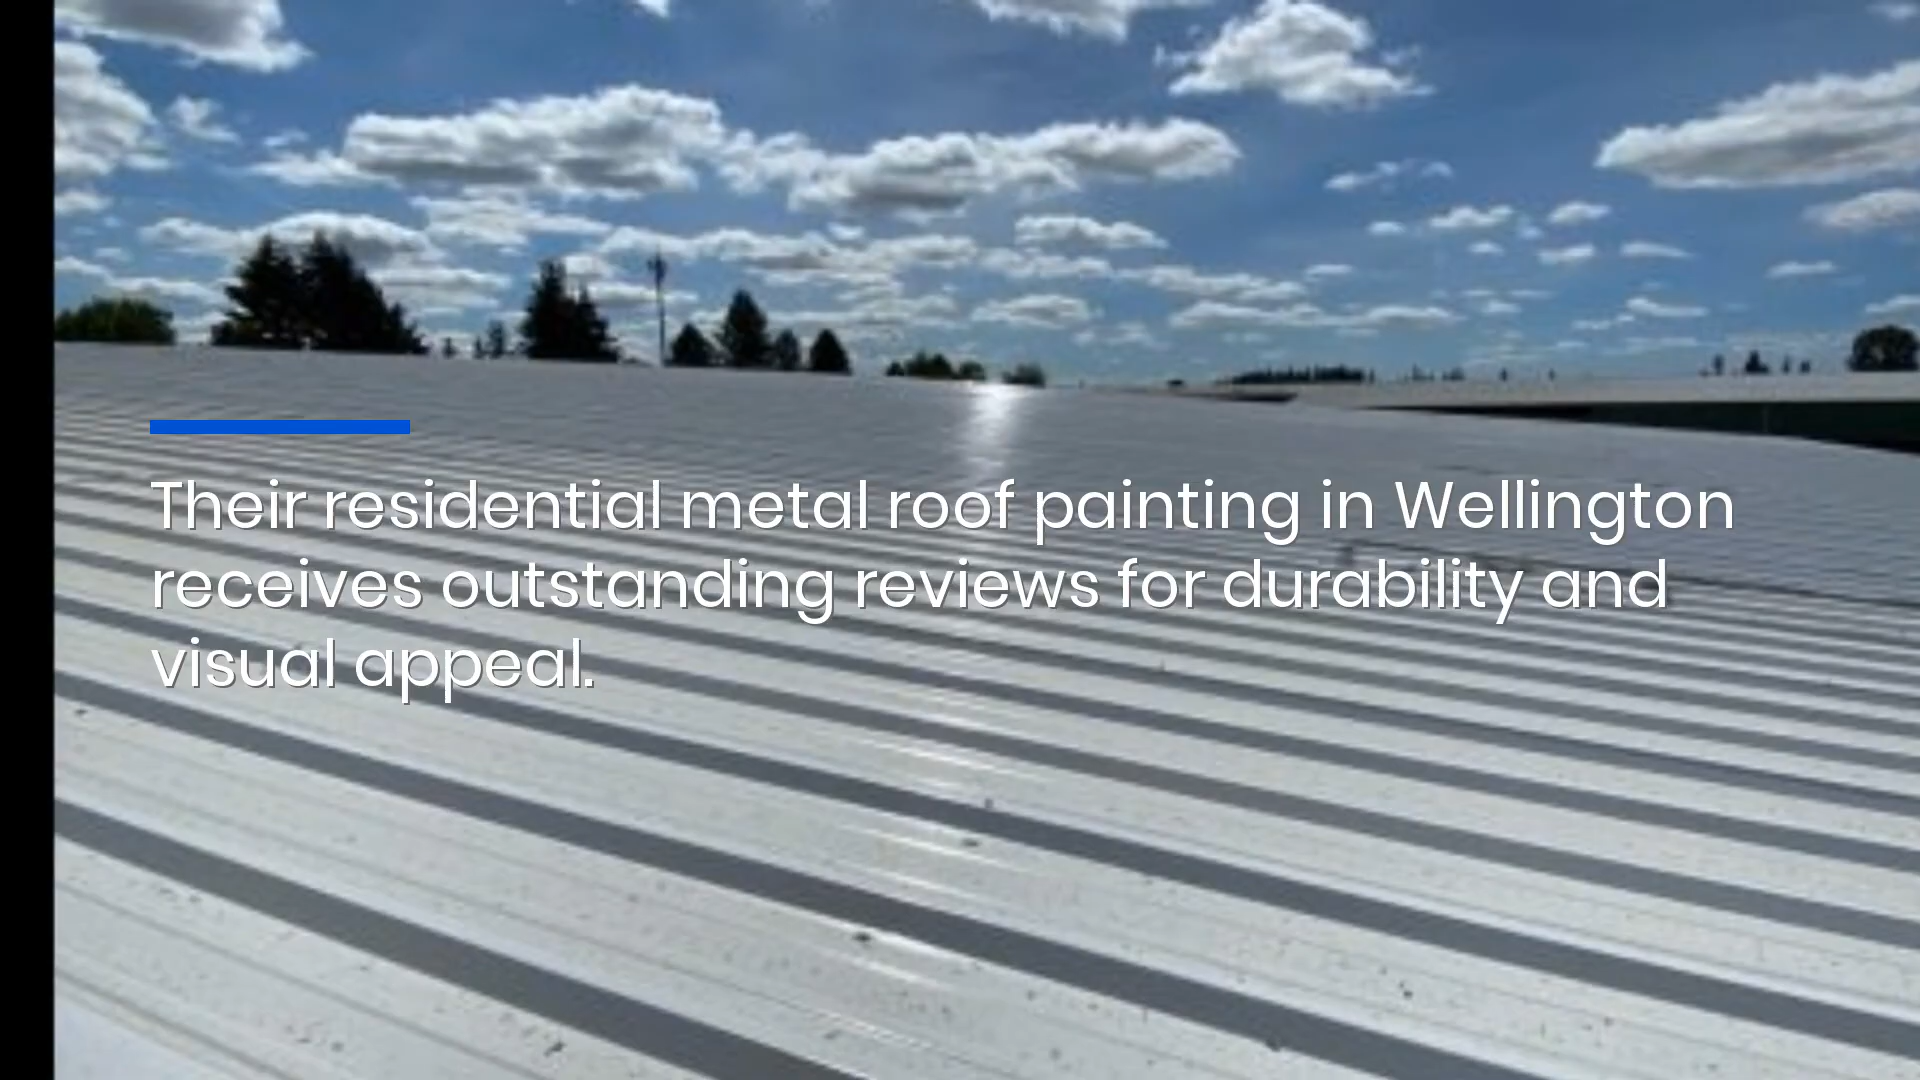 Their residential metal roof painting in Wellington
receives outstanding reviews for durability and
visual appeal.